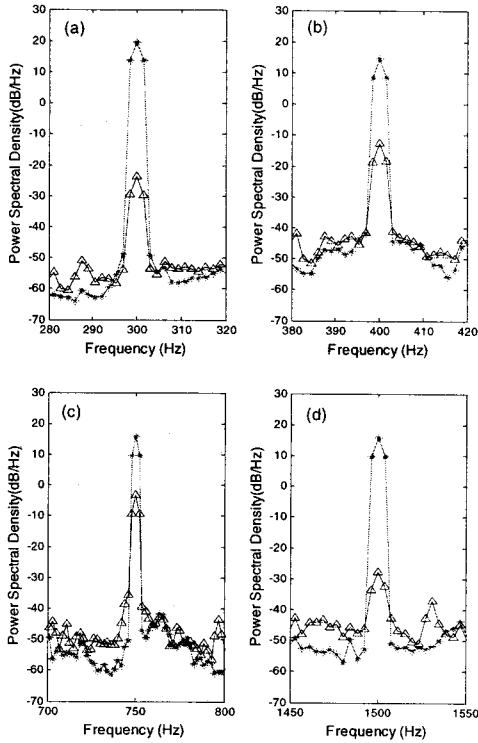 30
20
10
0
-10
-20
-30
-40
-50
-60
-70
(a)
Power Spectral Density(dB/Hz)
280 290 300 310 320
Frequency (Hz)
30
20
10
0
-10
-20
-30
-40
-50
-60
-70
(b)
Power Spectral Density(dB/Hz)
380 390 400 410 420
Frequency (Hz)
30
20
10
0
-10
-20
-30
-40
-50
-60
-70
(c)
Power Spectral Density(dB/Hz)
700 720 740 760 780 800
Frequency (Hz)
30
20
10
0
-10
-20
-30
-40
-50
-60
-70
(d)
Power Spectral Density(dB/Hz)
1450 1500 1550
Frequency (Hz)